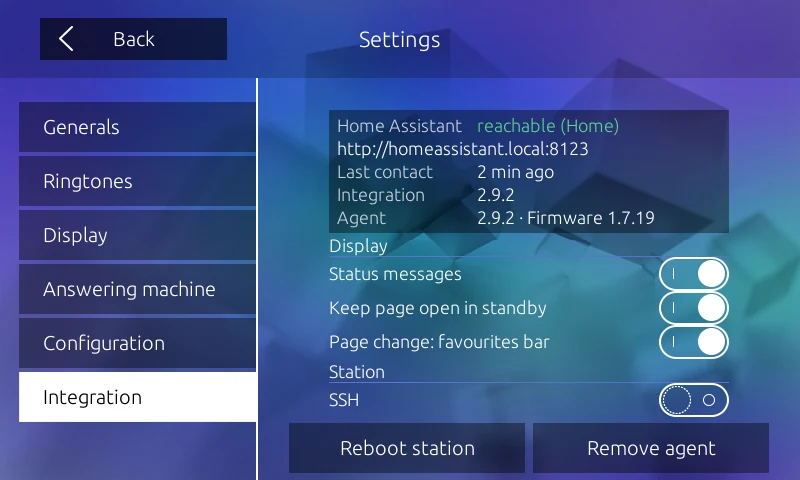 Back
Settings
Generals
Ringtones
Display
Answering machine
Configuration
Integration
Home Assistant reachable (Home)
http://homeassistant.local:8123
Last contact 2 min ago
Integration 2.9.2
Agent 2.9.2 · Firmware 1.7.19
Display
Status messages
Keep page open in standby
Page change: favourites bar
Station
SSH
Reboot station
Remove agent